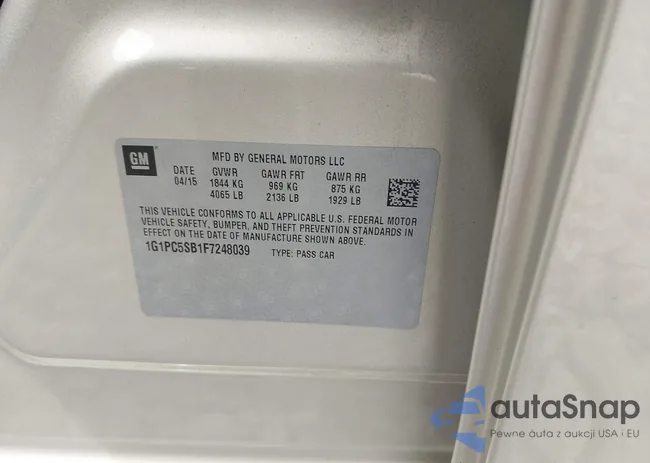 GM
MFD BY GENERAL MOTORS LLC
DATE GVWR GAWR FRT GAWR RR
04/15 1844 KG 969 KG 875 KG
4065 LB 2136 LB 1929 LB
THIS VEHICLE CONFORMS TO ALL APPLICABLE U.S. FEDERAL MOTOR
VEHICLE SAFETY, BUMPER, AND THEFT PREVENTION STANDARDS IN
EFFECT ON THE DATE OF MANUFACTURE SHOWN ABOVE.
1G1PC5SB1F7248039 TYPE: PASS CAR
autaSnap
Pewne auta z aukcji USA i EU